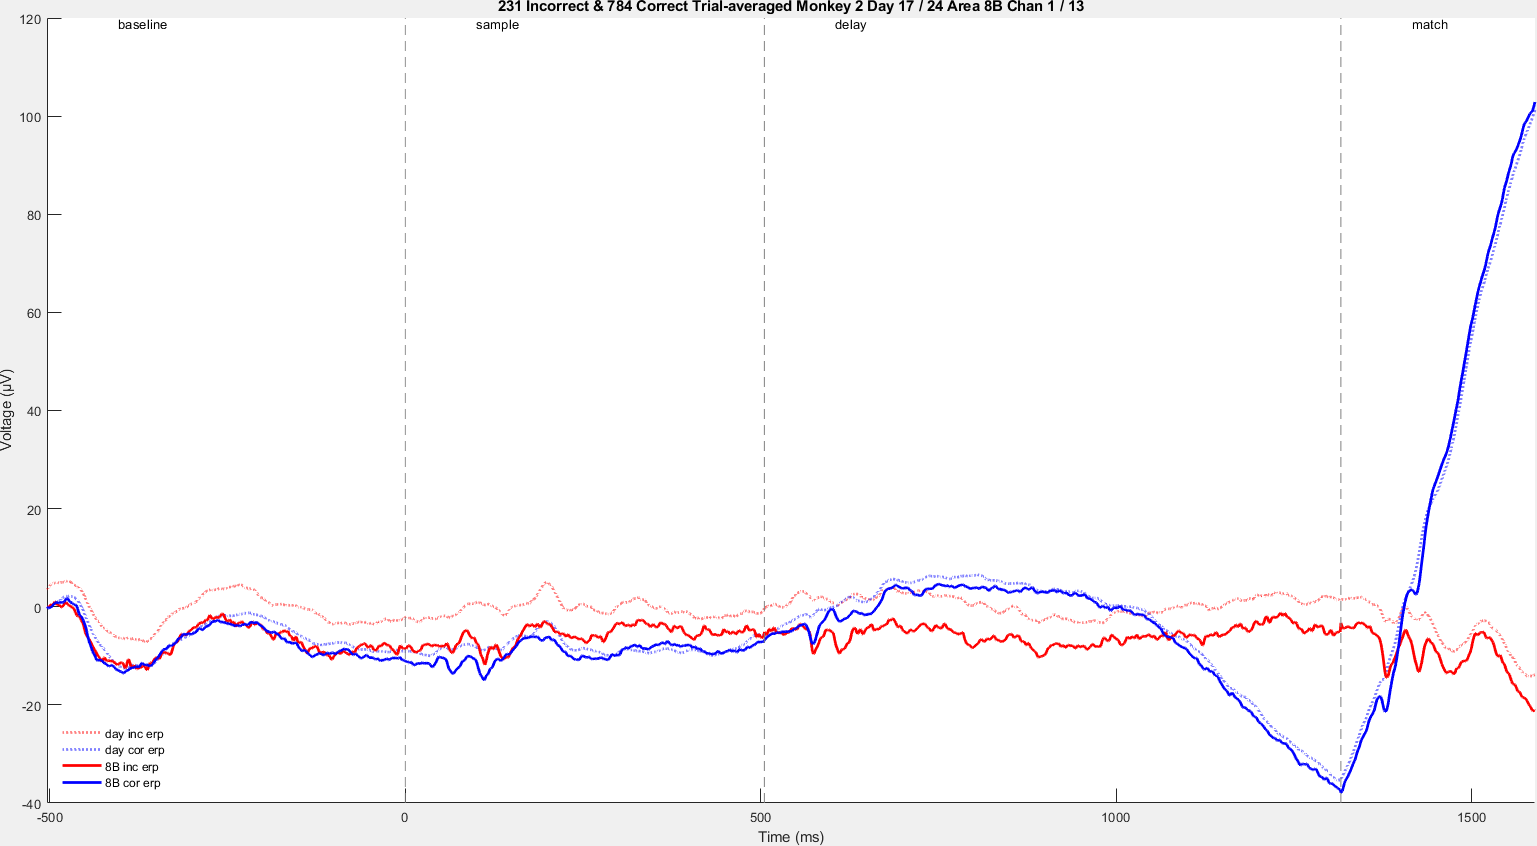 231 Incorrect & 784 Correct Trial-averaged Monkey 2 Day 17 / 24 Area 8B Chan 1 / 13
baseline sample delay match
120
100
80
60
40
20
0
-20
-40
Voltage (µV)
day inc erp
day cor erp
8B inc erp
8B cor erp
-500 0 500 1000 1500
Time (ms)